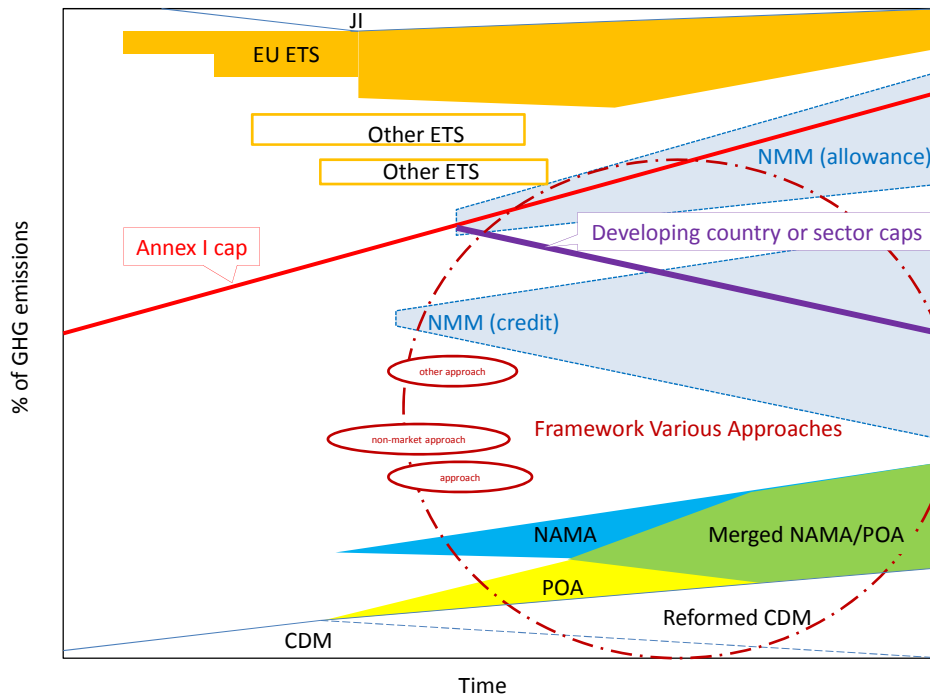 JI
EU ETS
Other ETS
Other ETS
NMM (allowance)
Developing country or sector caps
Annex I cap
NMM (credit)
other approach
Framework Various Approaches
non-market approach
approach
NAMA
Merged NAMA/POA
POA
Reformed CDM
CDM
% of GHG emissions
Time